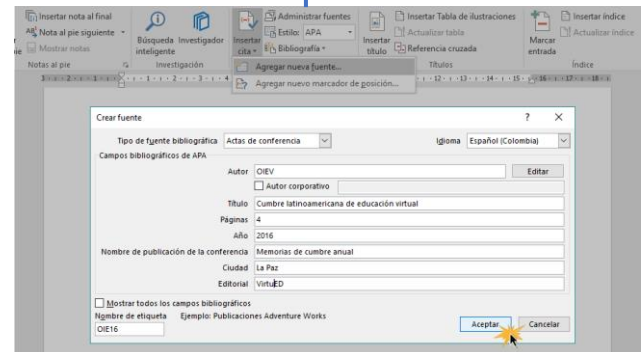 Insertar nota al final
Nota al pie siguiente
Mostrar notas
Notas al pie
Búsqueda inteligente
Investigador
Investigación
Insertar cita
Administrar fuentes
Estilo: APA
Bibliografía
Insertar título
Insertar Tabla de ilustraciones
Actualizar tabla
Referencia cruzada
Títulos
Marcar entrada
Insertar índice
Actualizar índice
Índice
Agregar nueva fuente...
Agregar nuevo marcador de posición...
Crear fuente
? ×
Tipo de fuente bibliográfica Actas de conferencia
Idioma Español (Colombia)
Campos bibliográficos de APA
Autor OIEV Editar
Autor corporativo
Título Cumbre latinoamericana de educación virtual
Páginas 4
Año 2016
Nombre de publicación de la conferencia Memorias de cumbre anual
Ciudad La Paz
Editorial VirtuED
Mostrar todos los campos bibliográficos
Nombre de etiqueta Ejemplo: Publicaciones Adventure Works
OIE16
Aceptar Cancelar